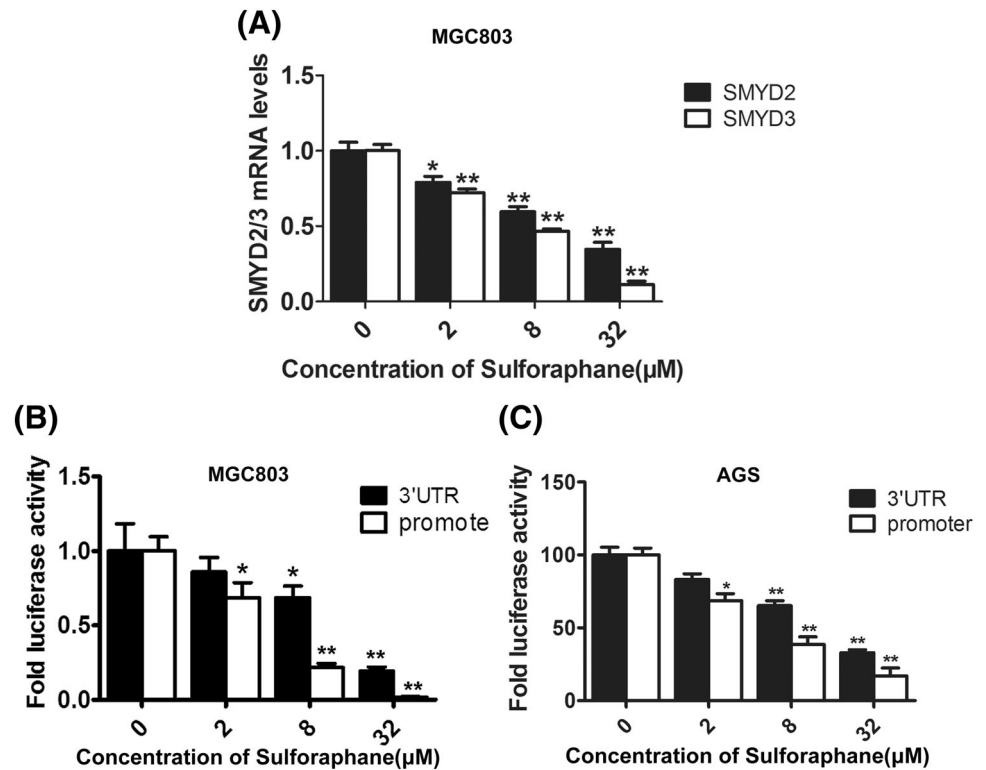 (A)
MGC803
SMYD2/3 mRNA levels
1.5
1.0
0.5
0.0
SMYD2
SMYD3
*
**
**
**
**
**
0
2
8
32
Concentration of Sulforaphane(μM)
(B)
MGC803
Fold luciferase activity
1.5
1.0
0.5
0.0
3'UTR
promote
*
*
**
**
**
0
2
8
32
Concentration of Sulforaphane(μM)
(C)
AGS
Fold luciferase activity
150
100
50
0
3'UTR
promoter
*
**
**
**
**
0
2
8
32
Concentration of Sulforaphane(μM)